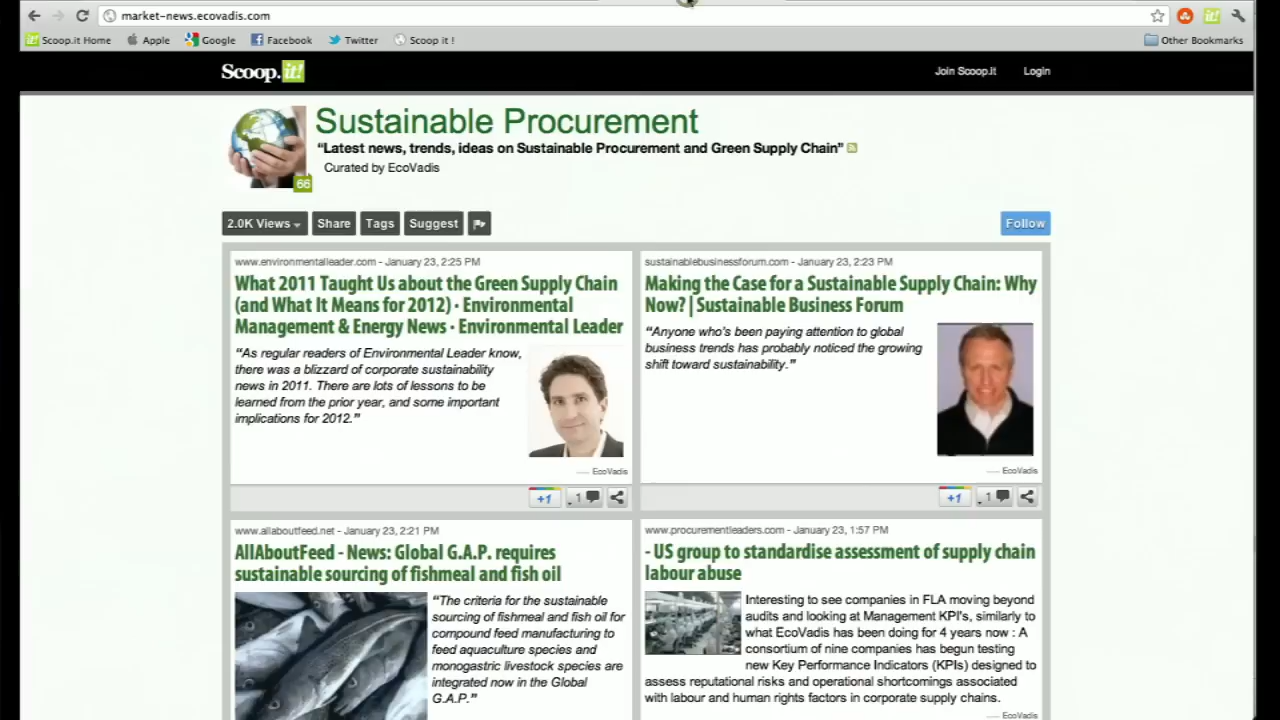 market-news.ecovadis.com
Scoop.it Home Apple Google Facebook Twitter Scoop it ! Other Bookmarks
Scoop.it! Join Scoop.it Login
Sustainable Procurement
“Latest news, trends, ideas on Sustainable Procurement and Green Supply Chain”
Curated by EcoVadis
66
2.0K Views Share Tags Suggest Follow
www.environmentalleader.com - January 23, 2:25 PM
What 2011 Taught Us about the Green Supply Chain
(and What It Means for 2012) · Environmental
Management & Energy News · Environmental Leader
“As regular readers of Environmental Leader know,
there was a blizzard of corporate sustainability
news in 2011. There are lots of lessons to be
learned from the prior year, and some important
implications for 2012.”
— EcoVadis
+1 1
sustainablebusinessforum.com - January 23, 2:23 PM
Making the Case for a Sustainable Supply Chain: Why
Now? | Sustainable Business Forum
“Anyone who's been paying attention to global
business trends has probably noticed the growing
shift toward sustainability.”
— EcoVadis
+1 1
www.allaboutfeed.net - January 23, 2:21 PM
AllAboutFeed - News: Global G.A.P. requires
sustainable sourcing of fishmeal and fish oil
“The criteria for the sustainable
sourcing of fishmeal and fish oil for
compound feed manufacturing to
feed aquaculture species and
monogastric livestock species are
integrated now in the Global
G.A.P.”
www.procurementleaders.com - January 23, 1:57 PM
- US group to standardise assessment of supply chain
labour abuse
Interesting to see companies in FLA moving beyond
audits and looking at Management KPI's, similarly to
what EcoVadis has been doing for 4 years now : A
consortium of nine companies has begun testing
new Key Performance Indicators (KPIs) designed to
assess reputational risks and operational shortcomings associated
with labour and human rights factors in corporate supply chains.
— EcoVadis